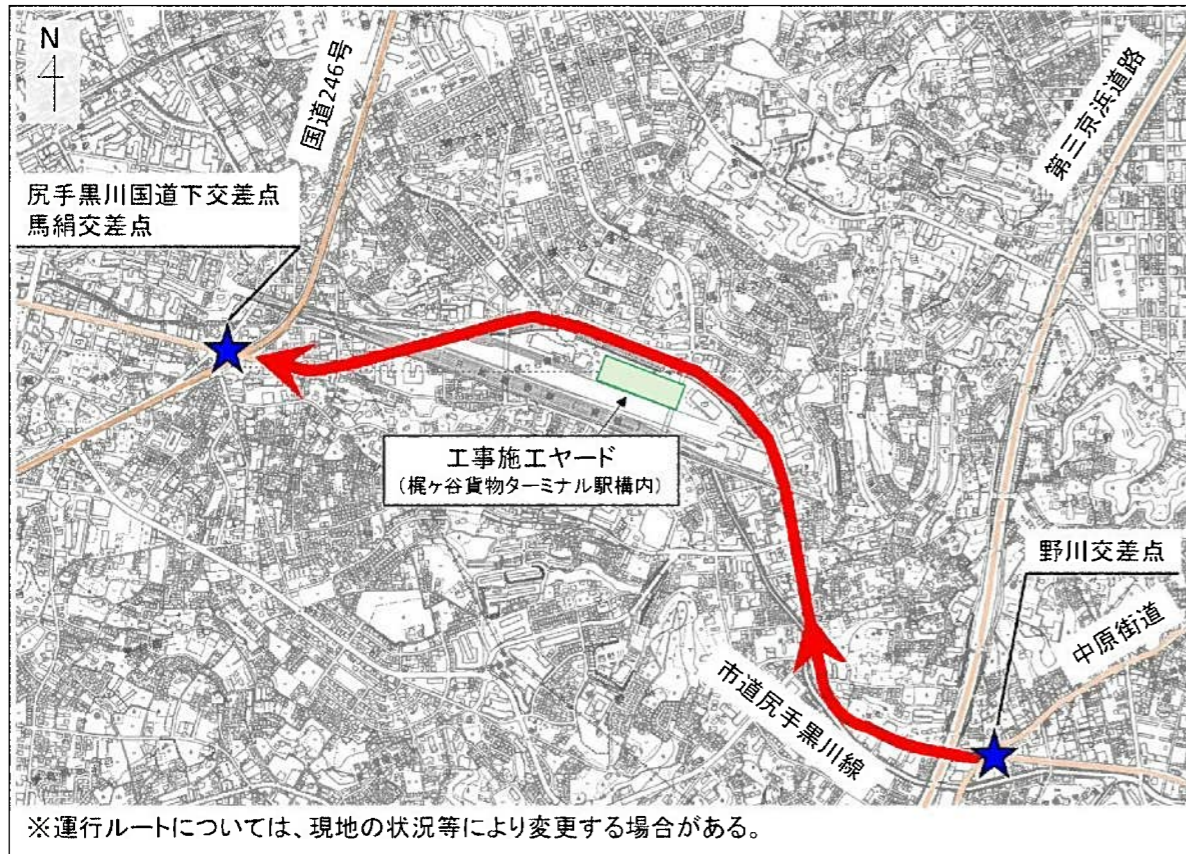 N
国道246号
第三京浜道路
尻手黒川国道下交差点
馬絹交差点
工事施工ヤード
(梶ヶ谷貨物ターミナル駅構内)
野川交差点
中原街道
市道尻手黒川線
※運行ルートについては、現地の状況等により変更する場合がある。